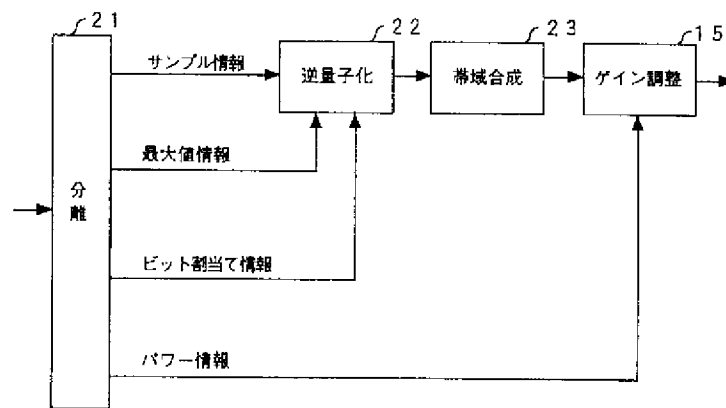 21
22
23
15
サンプル情報
逆量子化
帯域合成
ゲイン調整
最大値情報
分離
ビット割当て情報
パワー情報